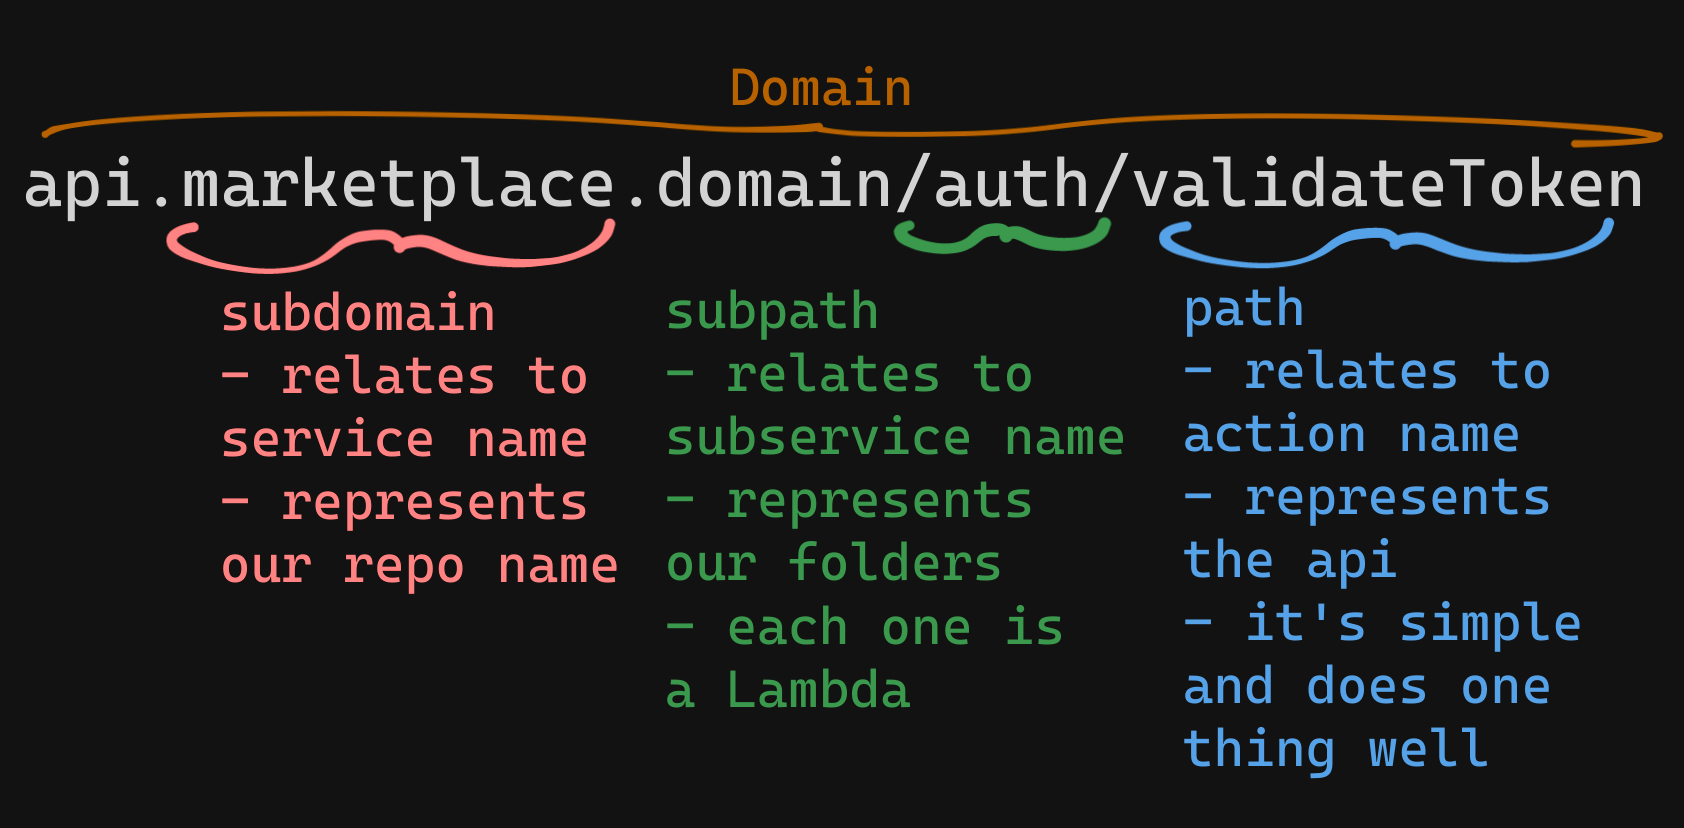 Domain
api.marketplace.domain/auth/validateToken
subdomain
- relates to
service name
- represents
our repo name
subpath
- relates to
subservice name
- represents
our folders
- each one is
a Lambda
path
- relates to
action name
- represents
the api
- it's simple
and does one
thing well